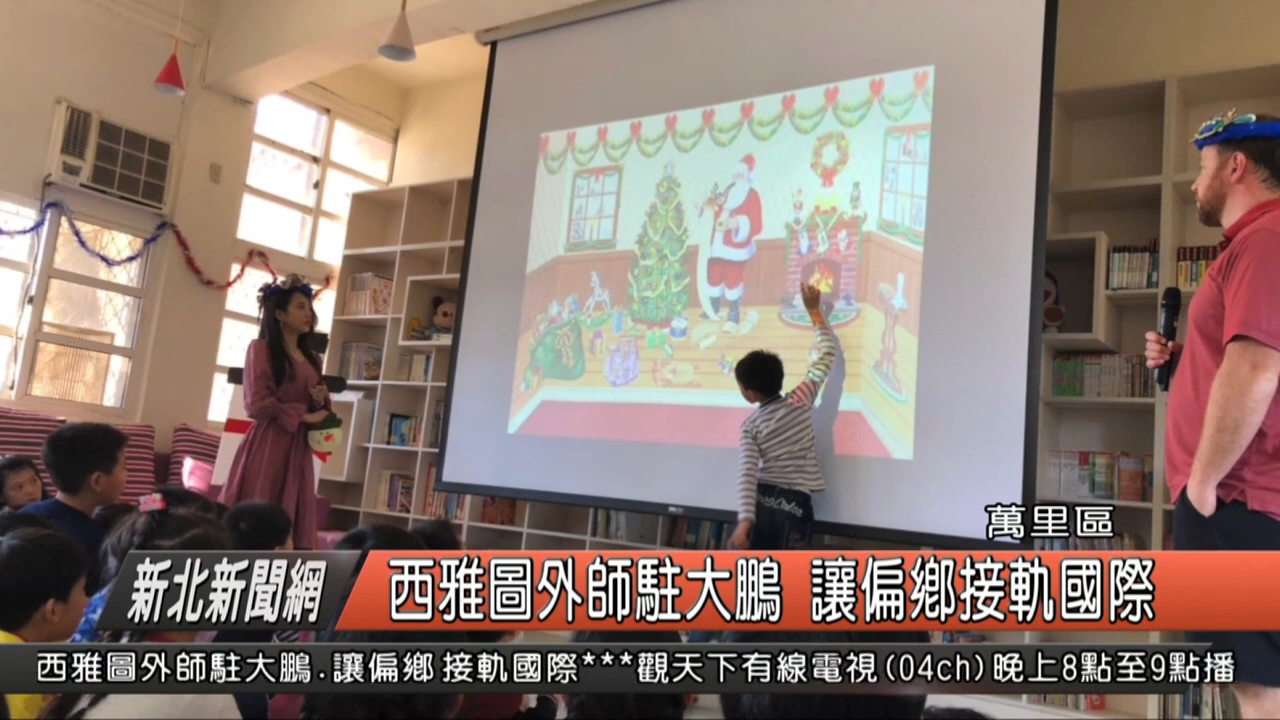 萬里區
新北新聞網
西雅圖外師駐大鵬 讓偏鄉接軌國際
西雅圖外師駐大鵬.讓偏鄉接軌國際***觀天下有線電視(04ch)晚上8點至9點播